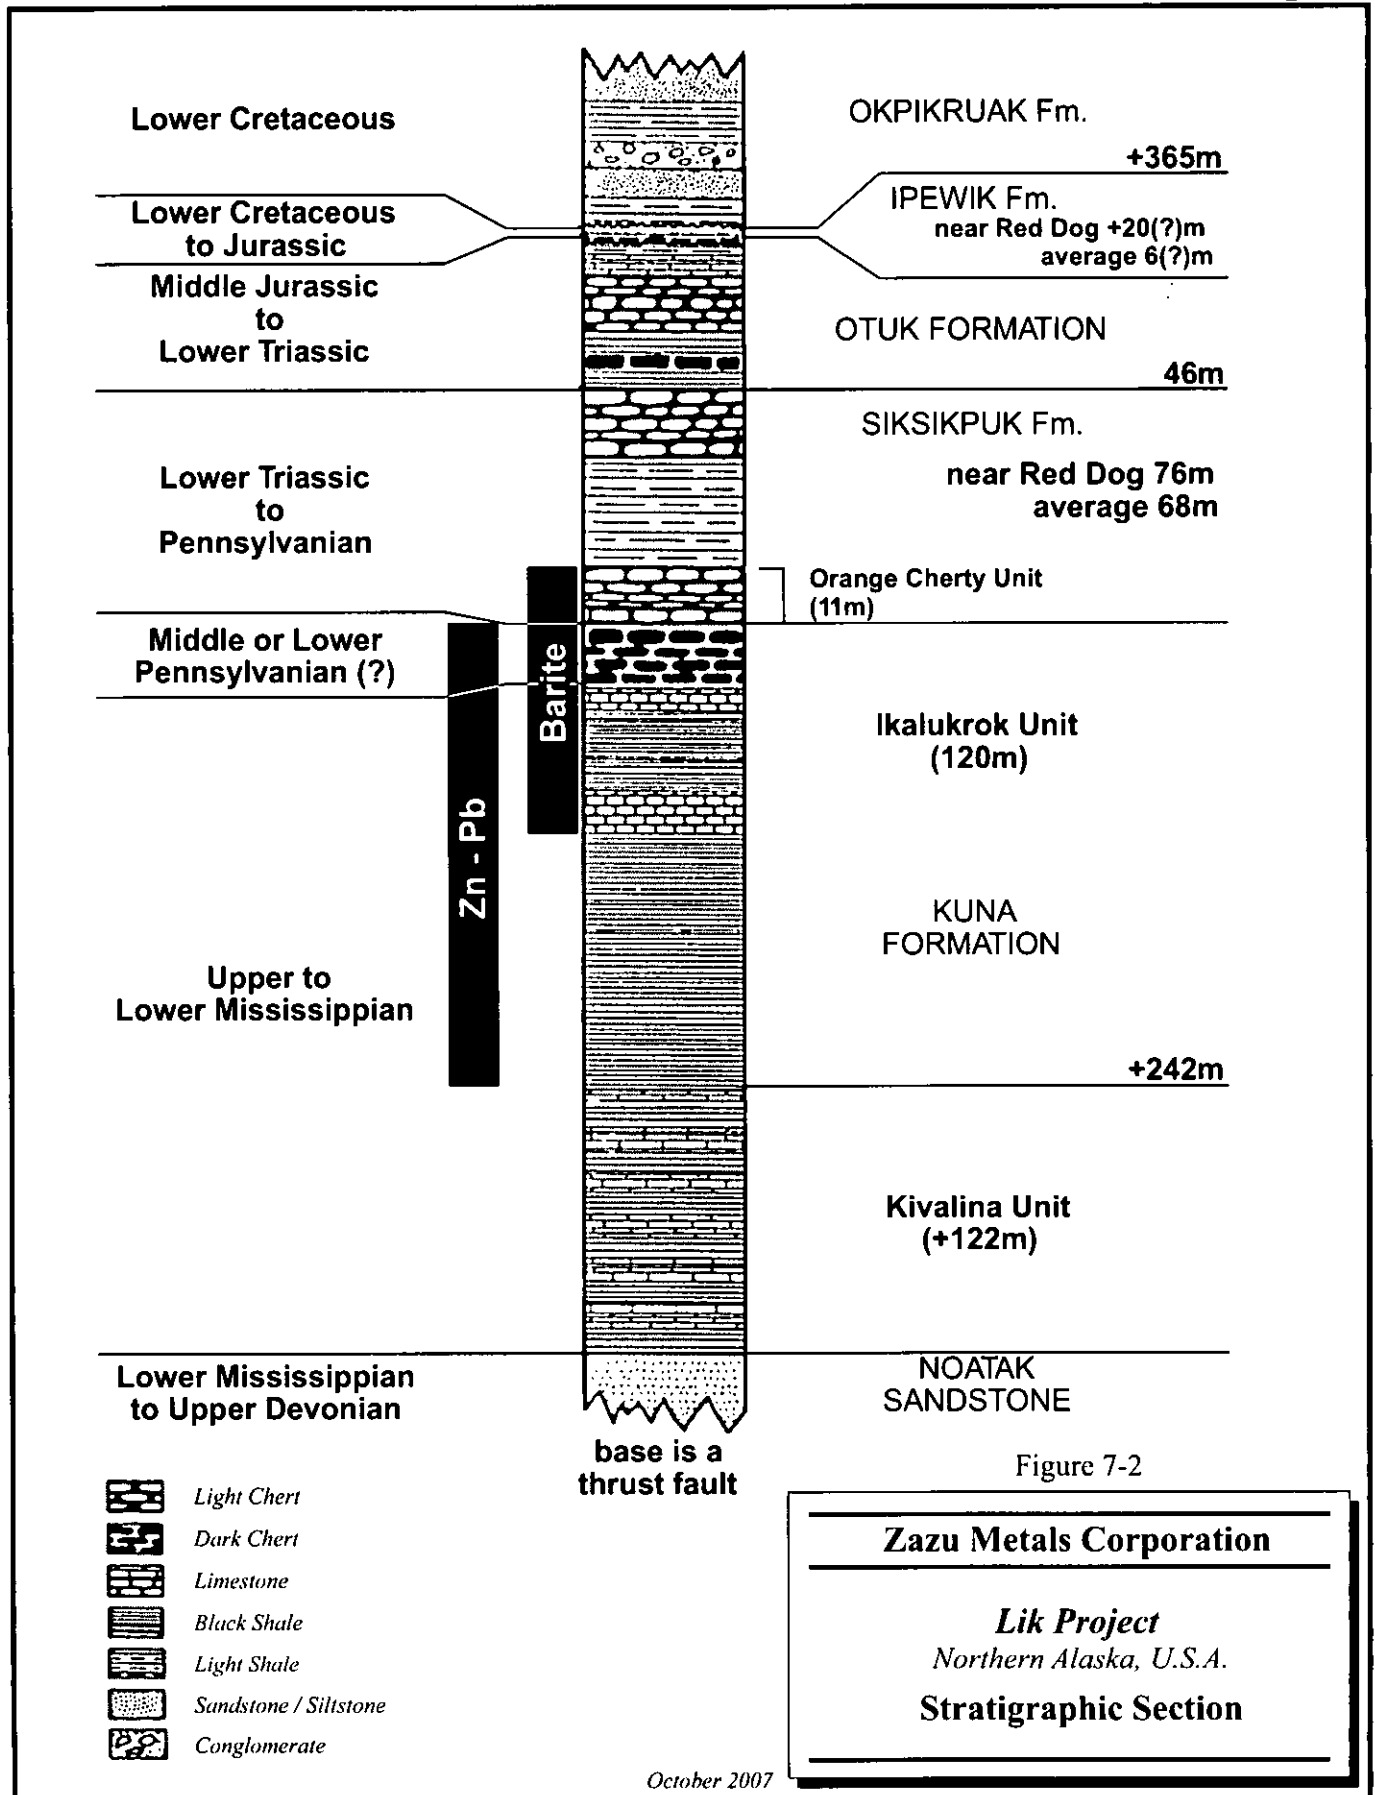 Lower Cretaceous
OKPIKRUAK Fm.
+365m
Lower Cretaceous
to Jurassic
IPEWIK Fm.
near Red Dog +20(?)m
average 6(?)m
Middle Jurassic
to
Lower Triassic
OTUK FORMATION
46m
SIKSIKPUK Fm.
near Red Dog 76m
average 68m
Lower Triassic
to
Pennsylvanian
Orange Cherty Unit
(11m)
Middle or Lower
Pennsylvanian (?)
Barite
Zn - Pb
Ikalukrok Unit
(120m)
KUNA
FORMATION
Upper to
Lower Mississippian
+242m
Kivalina Unit
(+122m)
Lower Mississippian
to Upper Devonian
NOATAK
SANDSTONE
base is a
thrust fault
Light Chert
Dark Chert
Limestone
Black Shale
Light Shale
Sandstone / Siltstone
Conglomerate
Figure 7-2
Zazu Metals Corporation
Lik Project
Northern Alaska, U.S.A.
Stratigraphic Section
October 2007